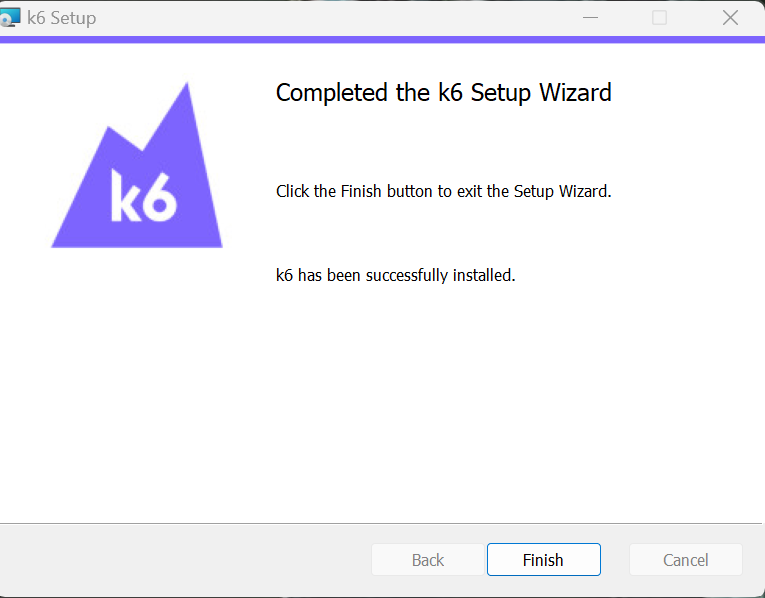 k6 Setup
Completed the k6 Setup Wizard
k6
Click the Finish button to exit the Setup Wizard.
k6 has been successfully installed.
Back
Finish
Cancel